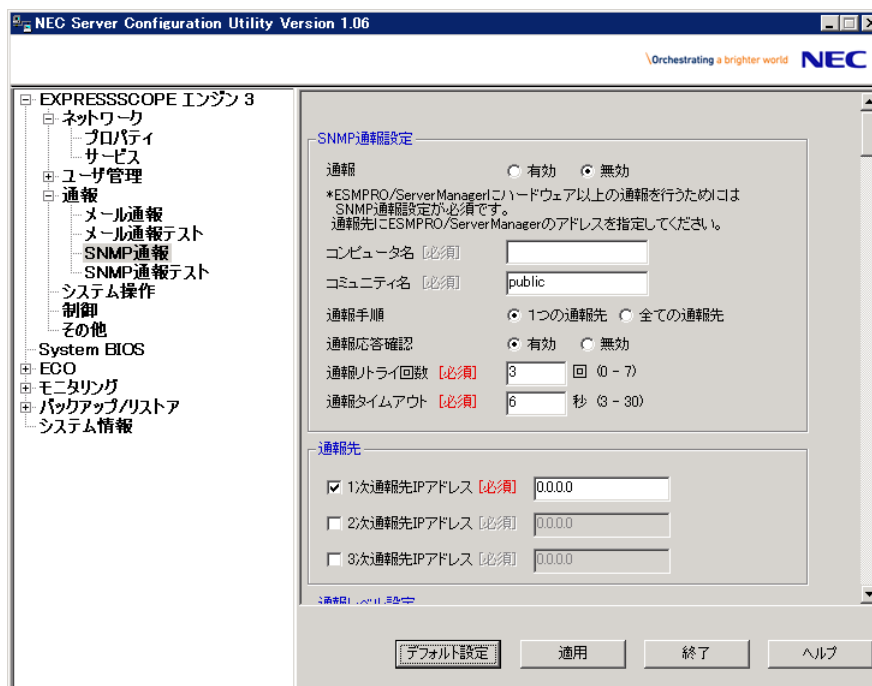 NEC Server Configuration Utility Version 1.06
\Orchestrating a brighter world NEC
EXPRESSSCOPE エンジン 3
ネットワーク
プロパティ
サービス
ユーザ管理
通報
メール通報
メール通報テスト
SNMP通報
SNMP通報テスト
システム操作
制御
その他
System BIOS
ECO
モニタリング
バックアップ/リストア
システム情報
SNMP通報設定
通報 有効 無効
*ESMPRO/ServerManagerにハードウェア以上の通報を行うためには
SNMP通報設定が必須です。
通報先にESMPRO/ServerManagerのアドレスを指定してください。
コンピュータ名 [必須]
コミュニティ名 [必須] public
通報手順 1つの通報先 全ての通報先
通報応答確認 有効 無効
通報リトライ回数 [必須] 3 回 (0 - 7)
通報タイムアウト [必須] 6 秒 (3 - 30)
通報先
1次通報先IPアドレス [必須] 0.0.0.0
2次通報先IPアドレス [必須] 0.0.0.0
3次通報先IPアドレス [必須] 0.0.0.0
通報レベル設定
デフォルト設定 適用 終了 ヘルプ